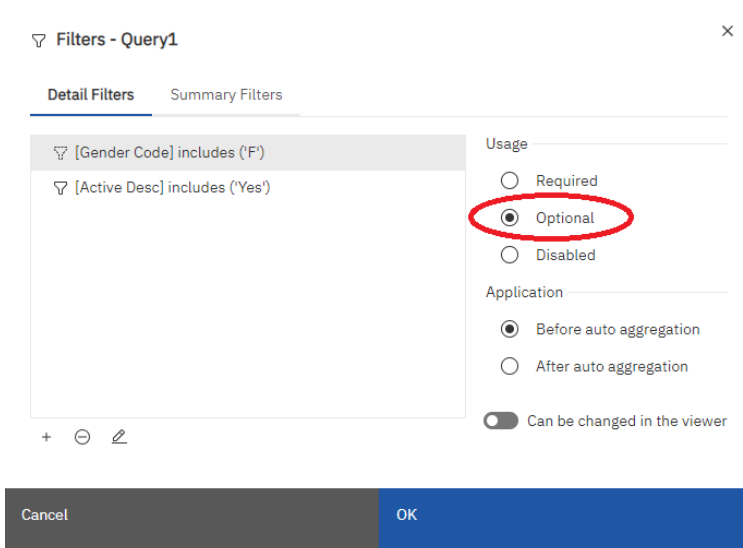 Filters - Query1
Detail Filters Summary Filters
[Gender Code] includes ('F')
[Active Desc] includes ('Yes')
Usage
Required
Optional
Disabled
Application
Before auto aggregation
After auto aggregation
Can be changed in the viewer
Cancel OK